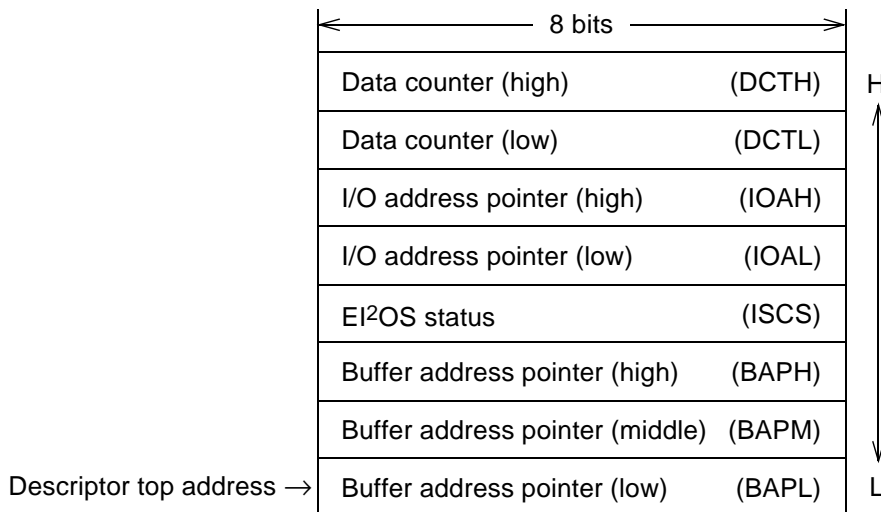 8 bits
Data counter (high) (DCTH) H
Data counter (low) (DCTL)
I/O address pointer (high) (IOAH)
I/O address pointer (low) (IOAL)
EI²OS status (ISCS)
Buffer address pointer (high) (BAPH)
Buffer address pointer (middle) (BAPM)
Descriptor top address → Buffer address pointer (low) (BAPL) L